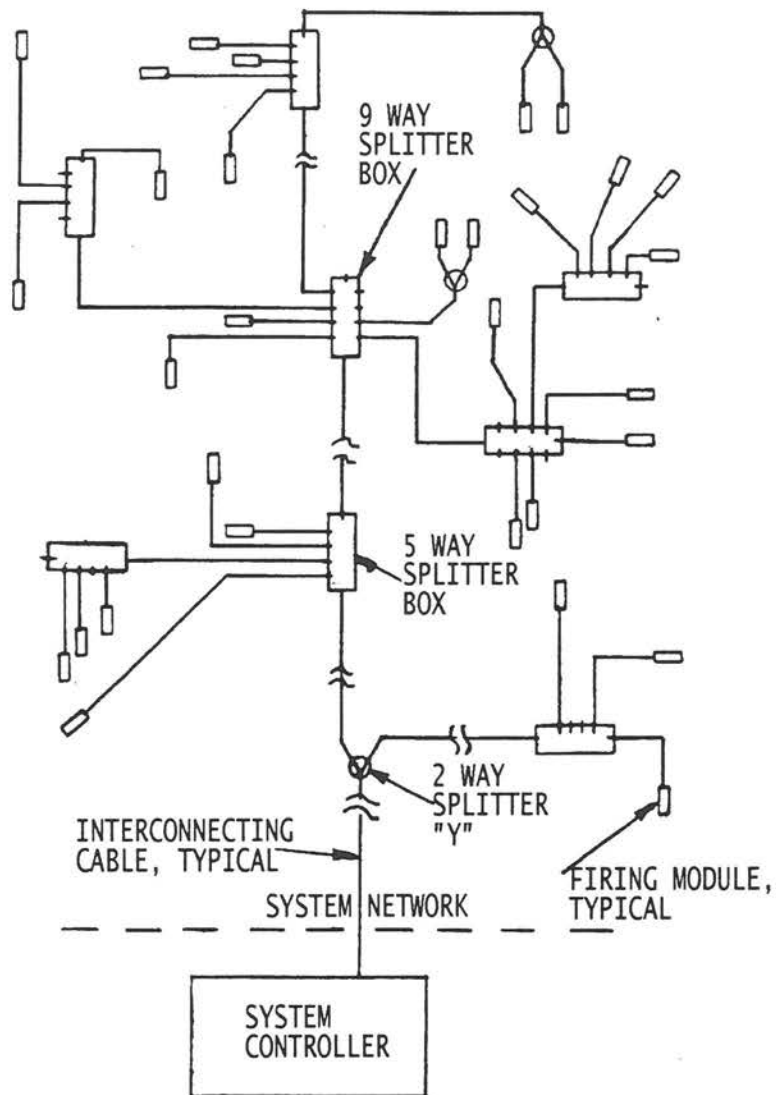 9 WAY
SPLITTER
BOX
5 WAY
SPLITTER
BOX
2 WAY
SPLITTER
"Y"
INTERCONNECTING
CABLE, TYPICAL
FIRING MODULE,
TYPICAL
SYSTEM NETWORK
SYSTEM
CONTROLLER